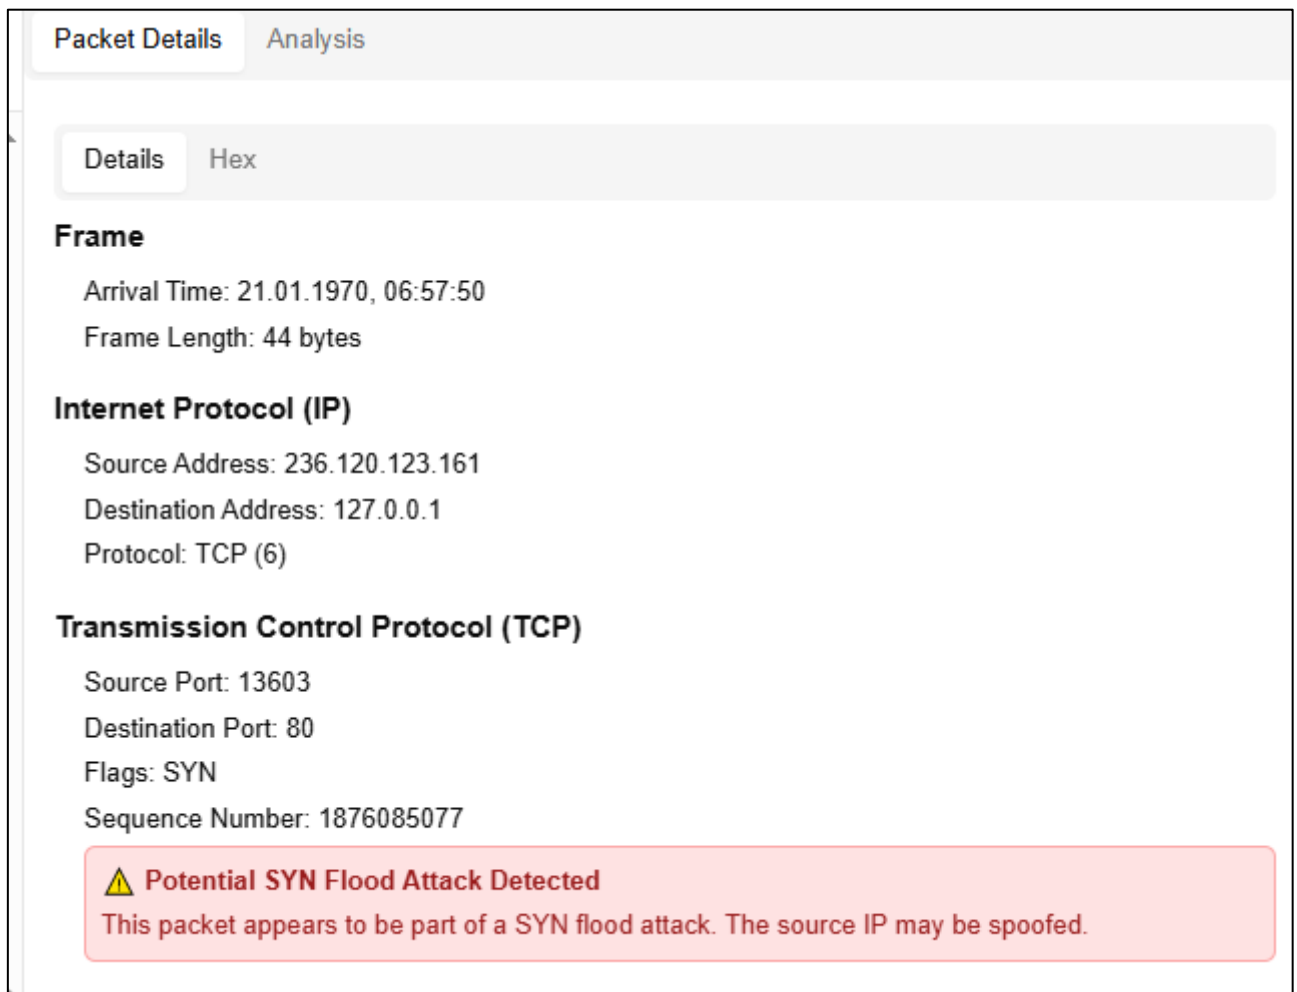 Packet Details Analysis
Details Hex
Frame
Arrival Time: 21.01.1970, 06:57:50
Frame Length: 44 bytes
Internet Protocol (IP)
Source Address: 236.120.123.161
Destination Address: 127.0.0.1
Protocol: TCP (6)
Transmission Control Protocol (TCP)
Source Port: 13603
Destination Port: 80
Flags: SYN
Sequence Number: 1876085077
Potential SYN Flood Attack Detected
This packet appears to be part of a SYN flood attack. The source IP may be spoofed.